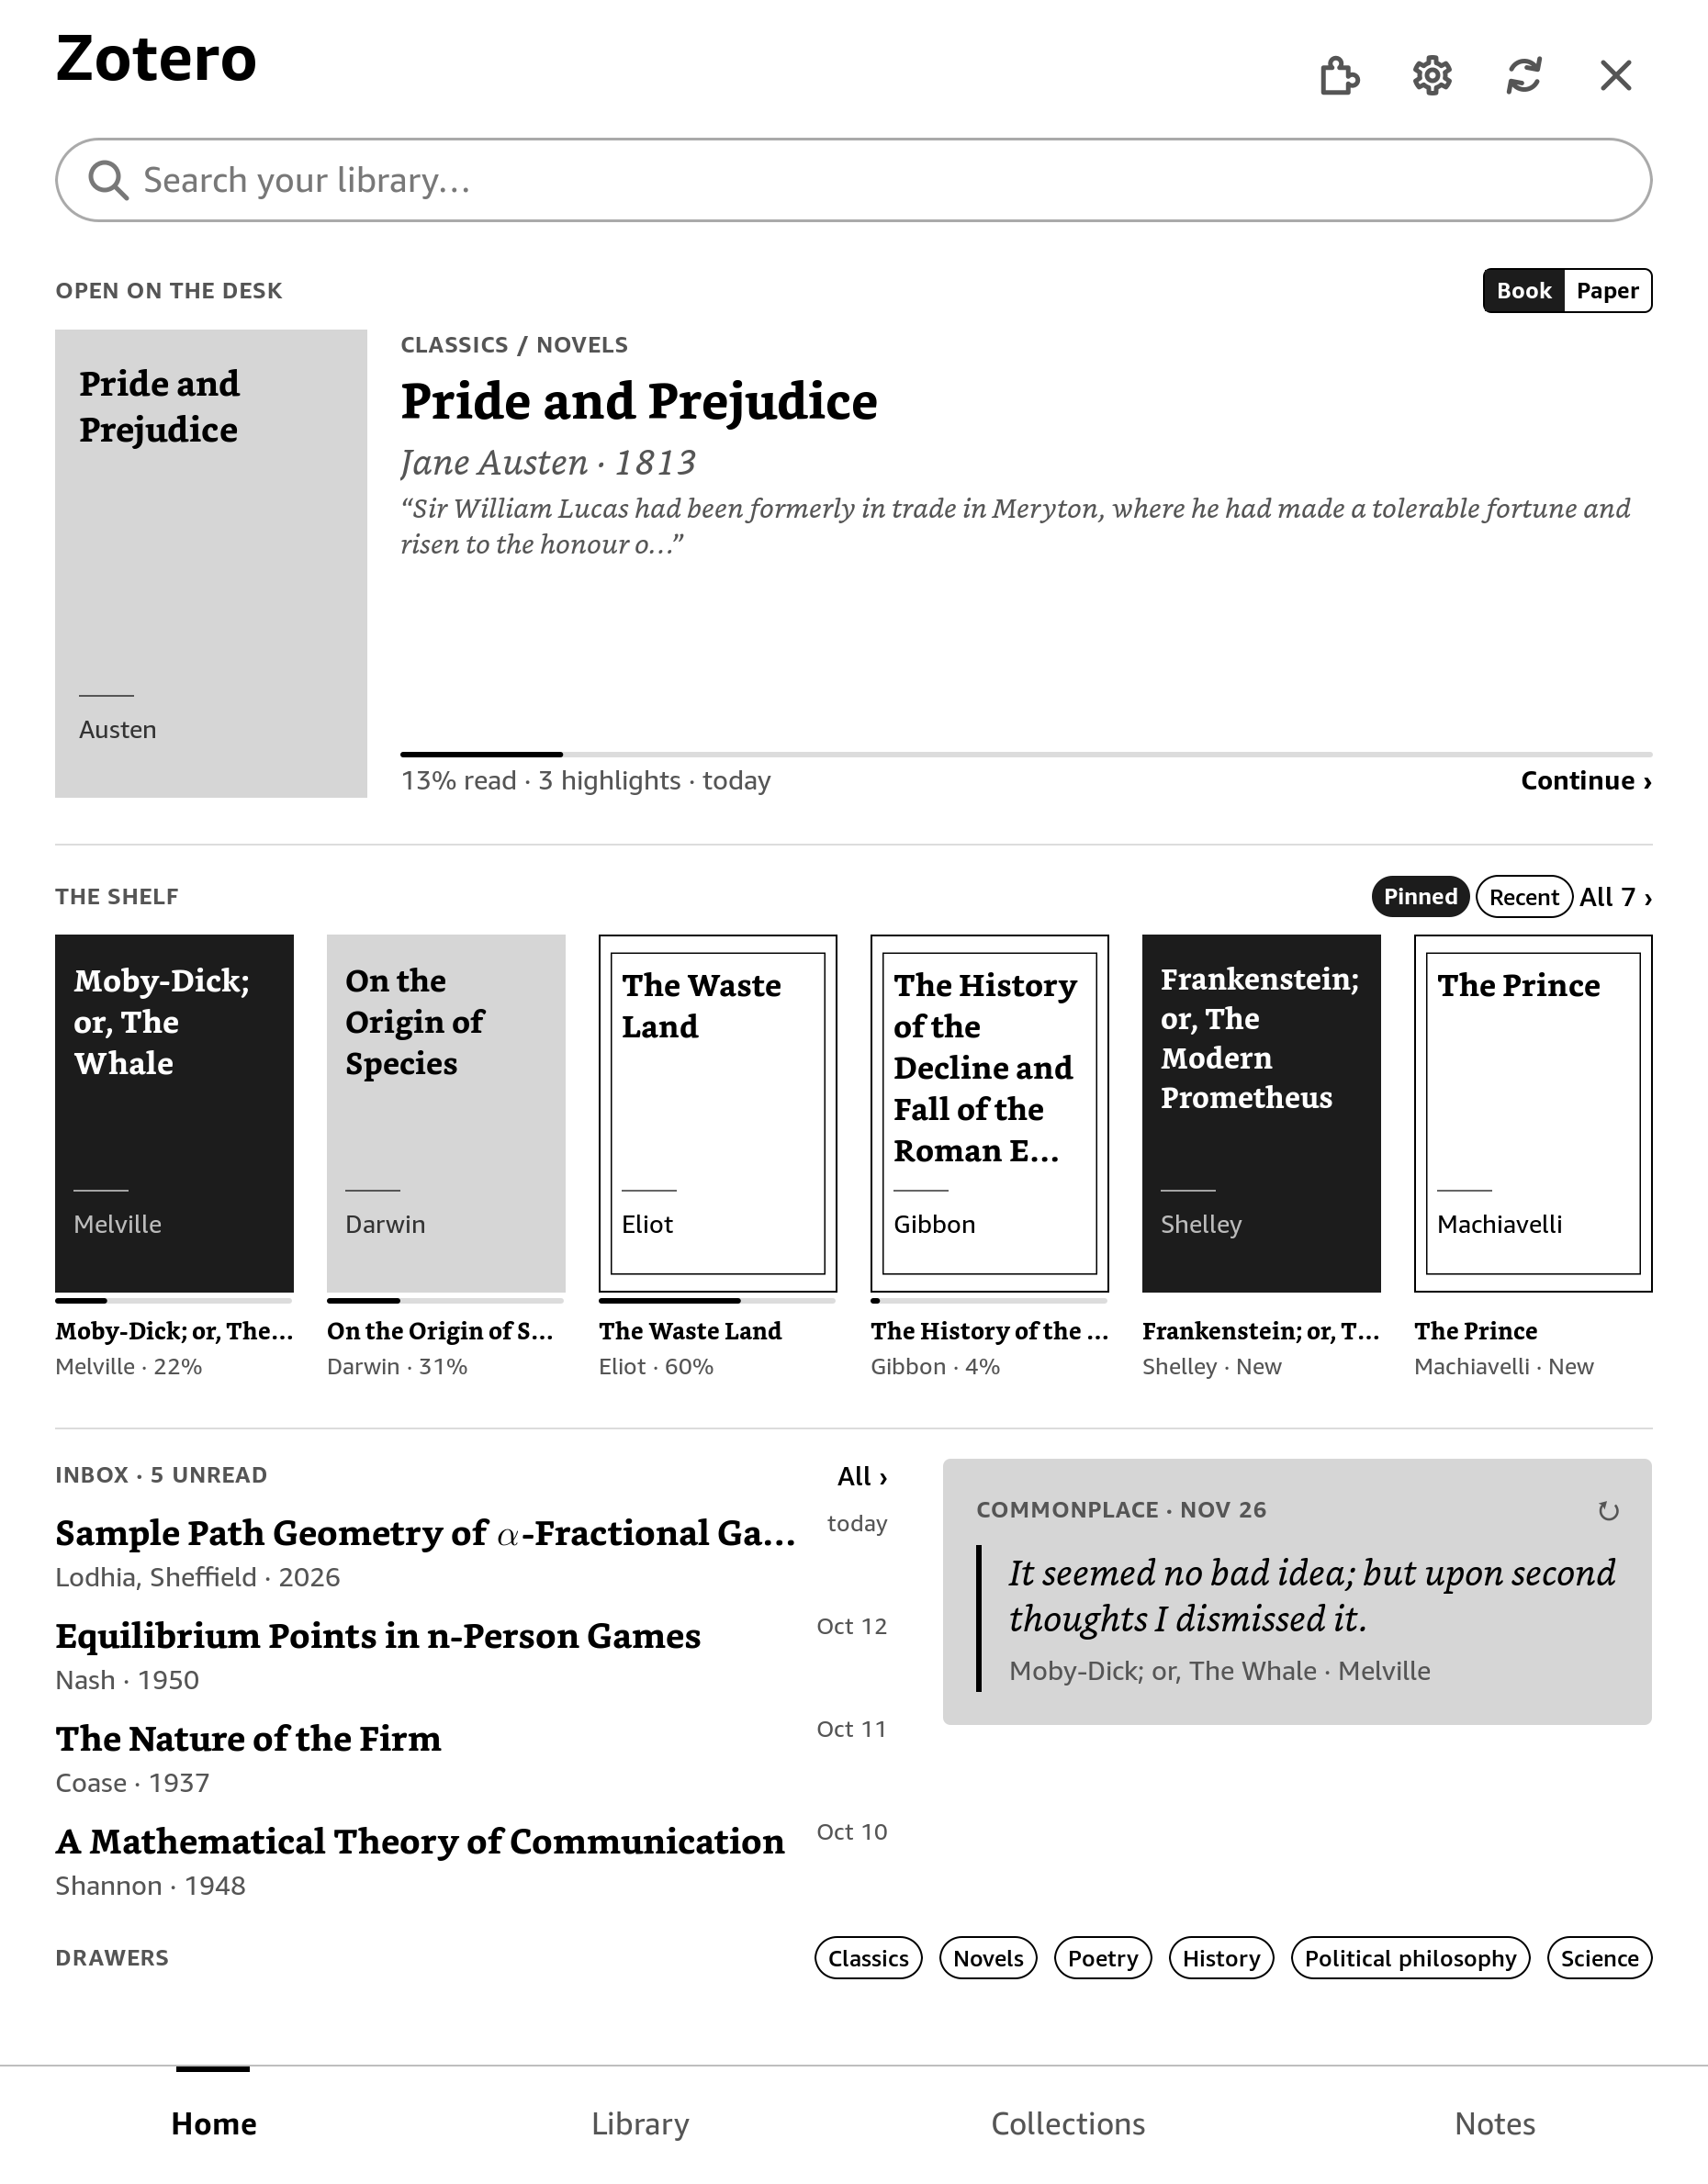 Zotero
Search your library...
OPEN ON THE DESK
Book Paper
Pride and
Prejudice
Austen
CLASSICS / NOVELS
Pride and Prejudice
Jane Austen · 1813
“Sir William Lucas had been formerly in trade in Meryton, where he had made a tolerable fortune and
risen to the honour o...”
13% read · 3 highlights · today
Continue ›
THE SHELF
Pinned Recent All 7 ›
Moby-Dick;
or, The
Whale
Melville
Moby-Dick; or, The...
Melville · 22%
On the
Origin of
Species
Darwin
On the Origin of S...
Darwin · 31%
The Waste
Land
Eliot
The Waste Land
Eliot · 60%
The History
of the
Decline and
Fall of the
Roman E...
Gibbon
The History of the ...
Gibbon · 4%
Frankenstein;
or, The
Modern
Prometheus
Shelley
Frankenstein; or, T...
Shelley · New
The Prince
Machiavelli
The Prince
Machiavelli · New
INBOX · 5 UNREAD
All ›
Sample Path Geometry of α-Fractional Ga...
today
Lodhia, Sheffield · 2026
Equilibrium Points in n-Person Games
Oct 12
Nash · 1950
The Nature of the Firm
Oct 11
Coase · 1937
A Mathematical Theory of Communication
Oct 10
Shannon · 1948
COMMONPLACE · NOV 26
It seemed no bad idea; but upon second
thoughts I dismissed it.
Moby-Dick; or, The Whale · Melville
DRAWERS
Classics Novels Poetry History Political philosophy Science
Home Library Collections Notes